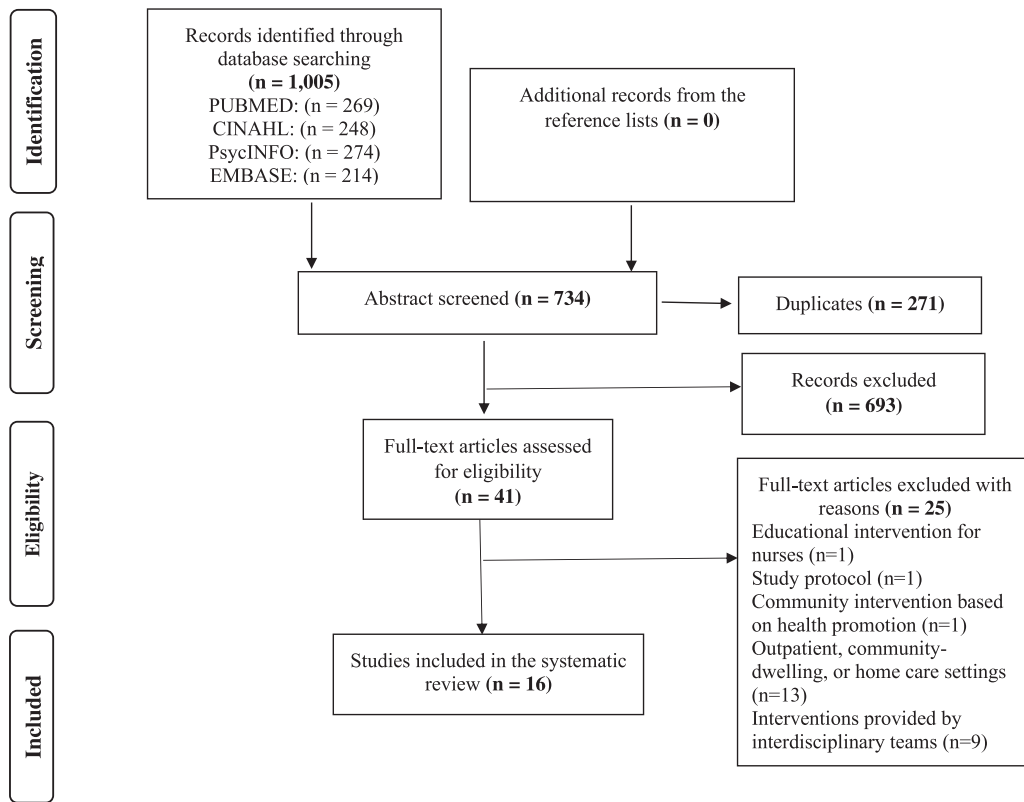 Identification
Records identified through
database searching
(n = 1,005)
PUBMED: (n = 269)
CINAHL: (n = 248)
PsycINFO: (n = 274)
EMBASE: (n = 214)
Additional records from the
reference lists (n = 0)
Screening
Abstract screened (n = 734)
Duplicates (n = 271)
Records excluded
(n = 693)
Eligibility
Full-text articles assessed
for eligibility
(n = 41)
Full-text articles excluded with
reasons (n = 25)
Educational intervention for
nurses (n=1)
Study protocol (n=1)
Community intervention based
on health promotion (n=1)
Outpatient, community-
dwelling, or home care settings
(n=13)
Interventions provided by
interdisciplinary teams (n=9)
Included
Studies included in the systematic
review (n = 16)